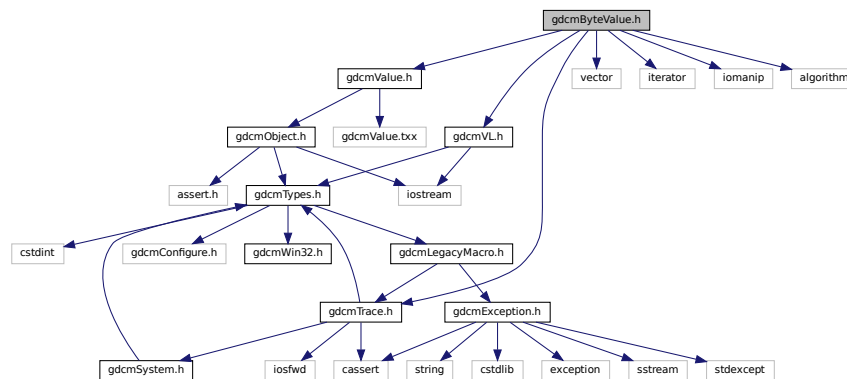 gdcmByteValue.h
gdcmValue.h
vector
iterator
iomanip
algorithm
gdcmObject.h
gdcmValue.txx
gdcmVL.h
assert.h
gdcmTypes.h
iostream
cstdint
gdcmConfigure.h
gdcmWin32.h
gdcmLegacyMacro.h
gdcmTrace.h
gdcmException.h
gdcmSystem.h
iosfwd
cassert
string
cstdlib
exception
sstream
stdexcept